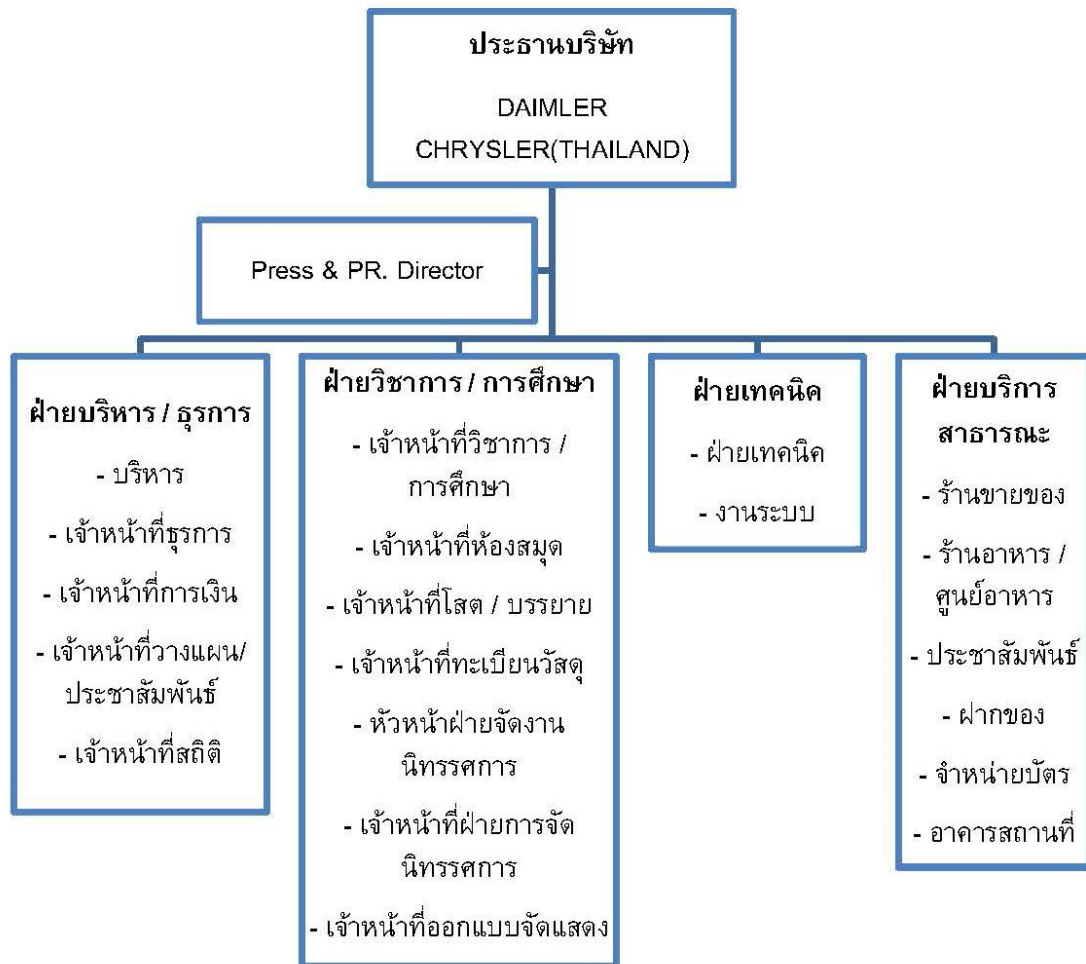 ประธานบริษัท
DAIMLER
CHRYSLER(THAILAND)
Press & PR. Director
ฝ่ายบริหาร / ธุรการ
- บริหาร
- เจ้าหน้าที่ธุรการ
- เจ้าหน้าที่การเงิน
- เจ้าหน้าที่วางแผน/
ประชาสัมพันธ์
- เจ้าหน้าที่สถิติ
ฝ่ายวิชาการ / การศึกษา
- เจ้าหน้าที่วิชาการ /
การศึกษา
- เจ้าหน้าที่ห้องสมุด
- เจ้าหน้าที่โสต / บรรยาย
- เจ้าหน้าที่ทะเบียนวัสดุ
- หัวหน้าฝ่ายจัดงาน
นิทรรศการ
- เจ้าหน้าที่ฝ่ายการจัด
นิทรรศการ
- เจ้าหน้าที่ออกแบบจัดแสดง
ฝ่ายเทคนิค
- ฝ่ายเทคนิค
- งานระบบ
ฝ่ายบริการ
สาธารณะ
- ร้านขายของ
- ร้านอาหาร /
ศูนย์อาหาร
- ประชาสัมพันธ์
- ฝากของ
- จำหน่ายบัตร
- อาคารสถานที่